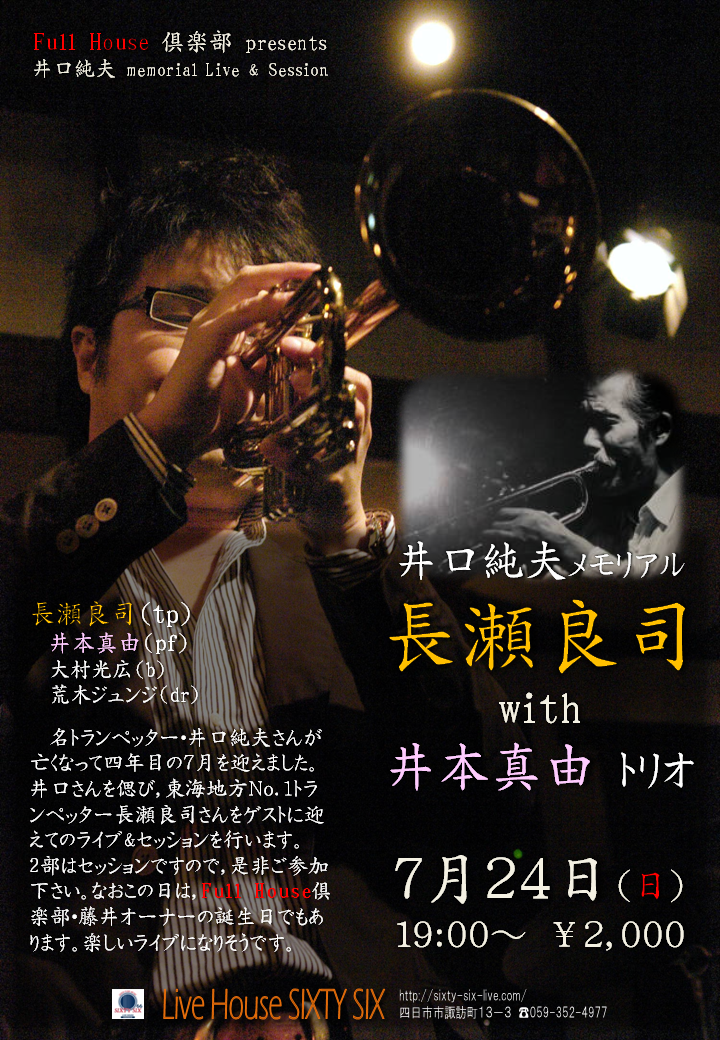 Full House 倶楽部 presents
井口純夫 memorial Live & Session
井口純夫メモリアル
長瀬良司
with
井本真由 トリオ
長瀬良司(tp)
井本真由(pf)
大村光広(b)
荒木ジュンジ(dr)
名トランペッター・井口純夫さんが
亡くなって四年目の7月を迎えました。
井口さんを偲び,東海地方No.1トラ
ンペッター長瀬良司さんをゲストに迎
えてのライブ&セッションを行います。
2部はセッションですので,是非ご参加
下さい。なおこの日は,Full House倶
楽部・藤井オーナーの誕生日でもあ
ります。楽しいライブになりそうです。
7月24日(日)
19:00～ ￥2,000
SIXTY SIX
Live House SIXTY SIX
http://sixty-six-live.com/
四日市市諏訪町13-3 ☎059-352-4977